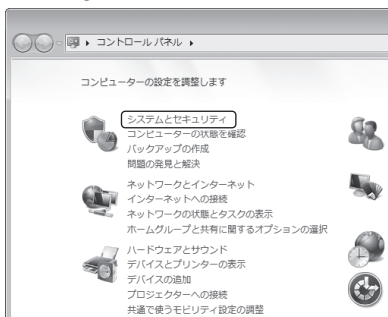 コントロール パネル
コンピューターの設定を調整します
システムとセキュリティ
コンピューターの状態を確認
バックアップの作成
問題の発見と解決
ネットワークとインターネット
インターネットへの接続
ネットワークの状態とタスクの表示
ホームグループと共有に関するオプションの選択
ハードウェアとサウンド
デバイスとプリンターの表示
デバイスの追加
プロジェクターへの接続
共通で使うモビリティ設定の調整